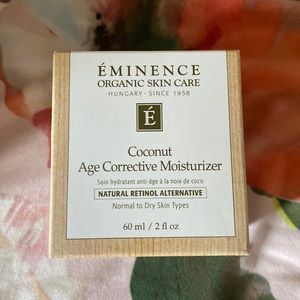 ÉMINENCE
ORGANIC SKIN CARE
HUNGARY • SINCE 1958
É
Coconut
Age Corrective Moisturizer
Soin hydratant anti-âge à la noix de coco
NATURAL RETINOL ALTERNATIVE
Normal to Dry Skin Types
60 ml / 2 fl oz